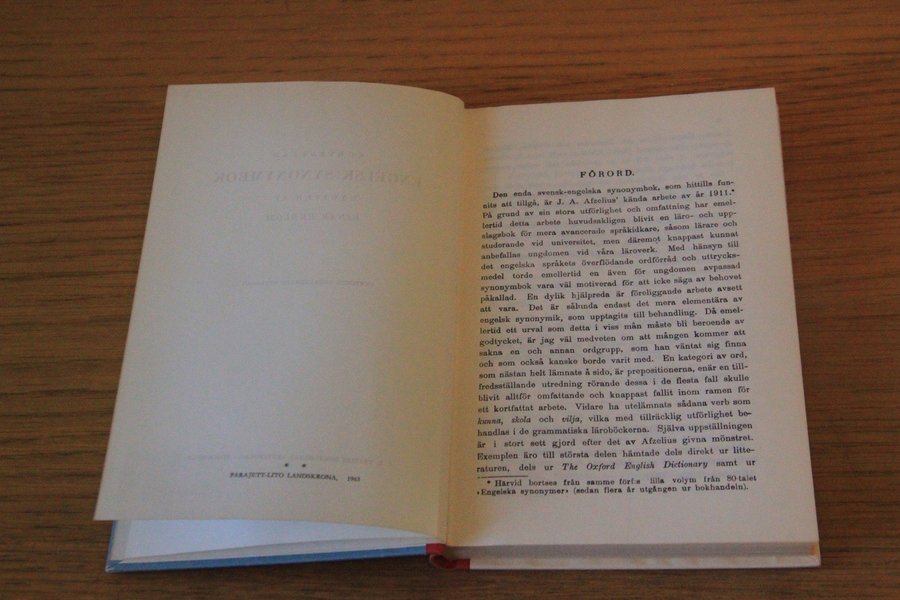 ENGELSK SYNONYMBOK
* *
PARAJETT-LITO LANDSKRONA, 1963
FÖRORD.
Den enda svensk-engelska synonymbok, som hittills fun-
nits att tillgå, är J. A. Afzelius' kända arbete av år 1911.*
På grund av sin stora utförlighet och omfattning har emel-
lertid detta arbete huvudsakligen blivit en läro- och upp-
slagsbok för mera avancerade språkidkare, såsom lärare och
studerande vid universitet, men däremot knappast kunnat
anbefallas ungdomen vid våra läroverk. Med hänsyn till
det engelska språkets överflödande ordförråd och uttrycks-
medel torde emellertid en även för ungdomen avpassad
synonymbok vara väl motiverad för att icke säga av behovet
påkallad. En dylik hjälpreda är föreliggande arbete avsett
att vara. Det är sålunda endast det mera elementära av
engelsk synonymik, som upptagits till behandling. Då emel-
lertid ett urval som detta i viss mån måste bli beroende av
godtycket, är jag väl medveten om att mången kommer att
sakna en och annan ordgrupp, som han väntat sig finna
och som också kanske borde varit med. En kategori av ord,
som nästan helt lämnats å sido, är prepositionerna, enär en till-
fredsställande utredning rörande dessa i de flesta fall skulle
blivit alltför omfattande och knappast fallit inom ramen för
ett kortfattat arbete. Vidare ha utelämnats sådana verb som
kunna, skola och vilja, vilka med tillräcklig utförlighet be-
handlas i de grammatiska läroböckerna. Själva uppställningen
är i stort sett gjord efter det av Afzelius givna mönstret.
Exemplen äro till största delen hämtade dels direkt ur litte-
raturen, dels ur The Oxford English Dictionary samt ur
* Härvid bortses från samme förf:s lilla volym från 80-talet
»Engelska synonymer» (sedan flera år utgången ur bokhandeln).